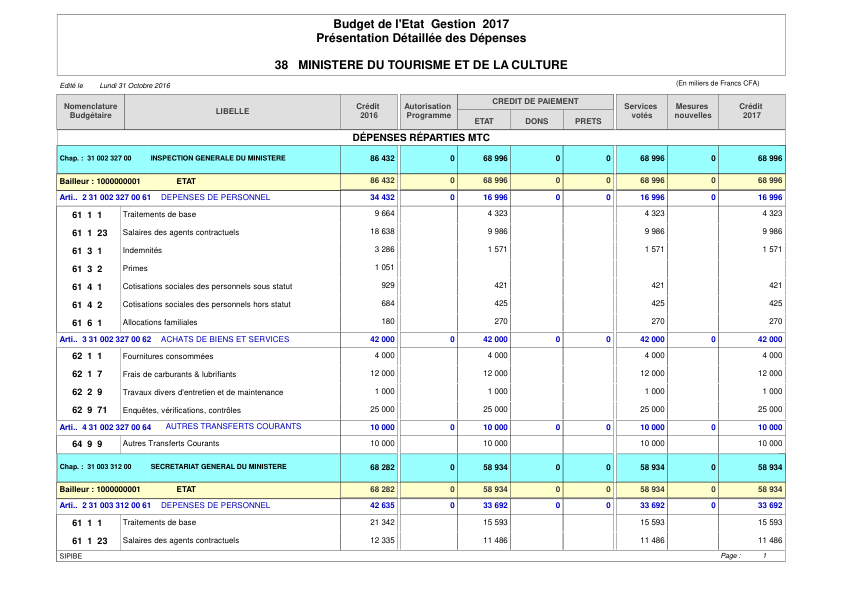 Budget de l'Etat Gestion 2017
Présentation Détaillée des Dépenses
38 MINISTERE DU TOURISME ET DE LA CULTURE
Edité le Lundi 31 Octobre 2016 (En miliers de Francs CFA)
Nomenclature Budgétaire LIBELLE Crédit 2016 Autorisation Programme CREDIT DE PAIEMENT ETAT DONS PRETS Services votés Mesures nouvelles Crédit 2017
DÉPENSES RÉPARTIES MTC
Chap. : 31 002 327 00 INSPECTION GENERALE DU MINISTERE 86 432 0 68 996 0 0 68 996 0 68 996
Bailleur : 1000000001 ETAT 86 432 0 68 996 0 0 68 996 0 68 996
Arti.. 2 31 002 327 00 61 DEPENSES DE PERSONNEL 34 432 0 16 996 0 0 16 996 0 16 996
61 1 1 Traitements de base 9 664 4 323 4 323 4 323
61 1 23 Salaires des agents contractuels 18 638 9 986 9 986 9 986
61 3 1 Indemnités 3 286 1 571 1 571 1 571
61 3 2 Primes 1 051
61 4 1 Cotisations sociales des personnels sous statut 929 421 421 421
61 4 2 Cotisations sociales des personnels hors statut 684 425 425 425
61 6 1 Allocations familiales 180 270 270 270
Arti.. 3 31 002 327 00 62 ACHATS DE BIENS ET SERVICES 42 000 0 42 000 0 0 42 000 0 42 000
62 1 1 Fournitures consommées 4 000 4 000 4 000 4 000
62 1 7 Frais de carburants & lubrifiants 12 000 12 000 12 000 12 000
62 2 9 Travaux divers d'entretien et de maintenance 1 000 1 000 1 000 1 000
62 9 71 Enquêtes, vérifications, contrôles 25 000 25 000 25 000 25 000
Arti.. 4 31 002 327 00 64 AUTRES TRANSFERTS COURANTS 10 000 0 10 000 0 0 10 000 0 10 000
64 9 9 Autres Transferts Courants 10 000 10 000 10 000 10 000
Chap. : 31 003 312 00 SECRETARIAT GENERAL DU MINISTERE 68 282 0 58 934 0 0 58 934 0 58 934
Bailleur : 1000000001 ETAT 68 282 0 58 934 0 0 58 934 0 58 934
Arti.. 2 31 003 312 00 61 DEPENSES DE PERSONNEL 42 635 0 33 692 0 0 33 692 0 33 692
61 1 1 Traitements de base 21 342 15 593 15 593 15 593
61 1 23 Salaires des agents contractuels 12 335 11 486 11 486 11 486
SIPIBE Page : 1